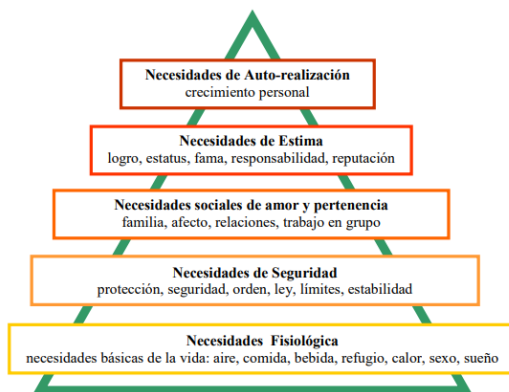 Necesidades de Auto-realización
crecimiento personal
Necesidades de Estima
logro, estatus, fama, responsabilidad, reputación
Necesidades sociales de amor y pertenencia
familia, afecto, relaciones, trabajo en grupo
Necesidades de Seguridad
protección, seguridad, orden, ley, límites, estabilidad
Necesidades Fisiológica
necesidades básicas de la vida: aire, comida, bebida, refugio, calor, sexo, sueño